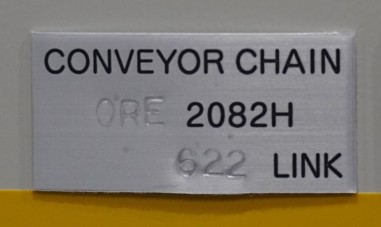 CONVEYOR CHAIN
ORE 2082H
622 LINK